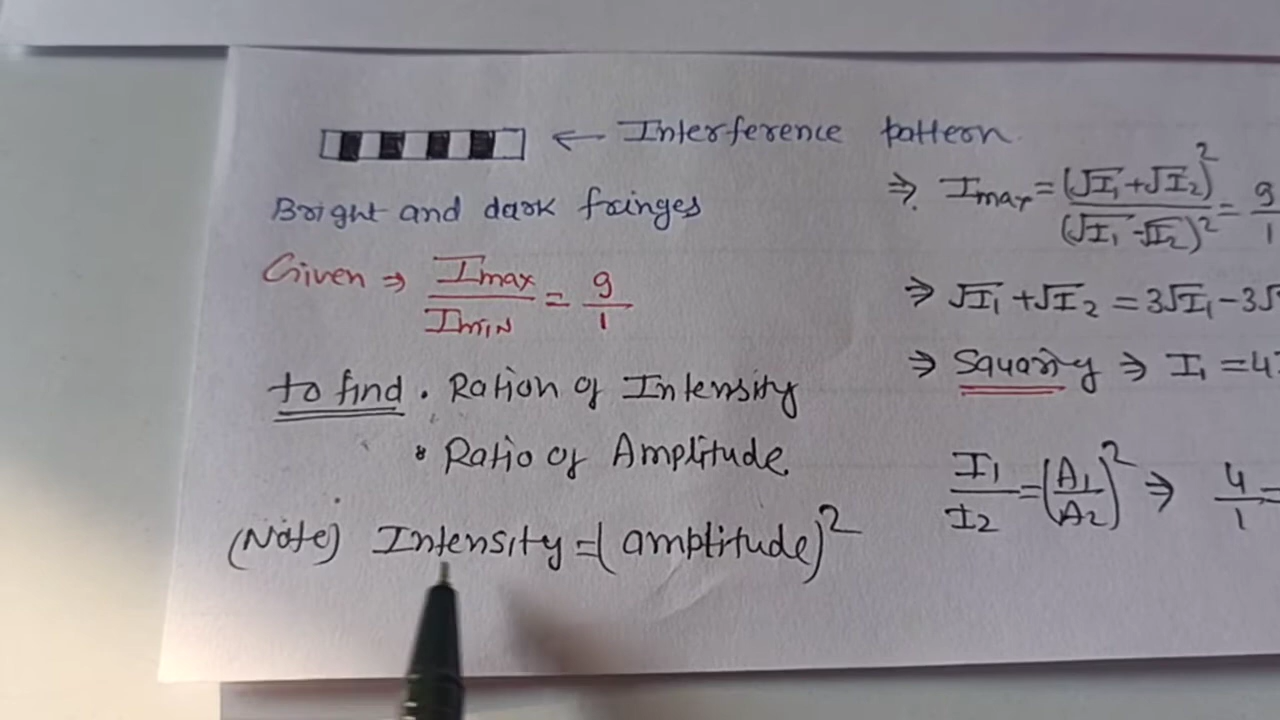 ← Interference pattern.
Bright and dark fringes
Given ⇒ Imax/IMIN = 9/1
to find • Ration of Intensity
• Ratio of Amplitude.
(Note) Intensity = (amplitude)²
⇒ Imax = (√I₁+√I₂)²/(√I₁-√I₂)² = 9/1
⇒ √I₁ + √I₂ = 3√I₁ - 3√
⇒ Squaring ⇒ I₁ = 4
I₁/I₂ = (A₁/A₂)² ⇒ 4/1 =